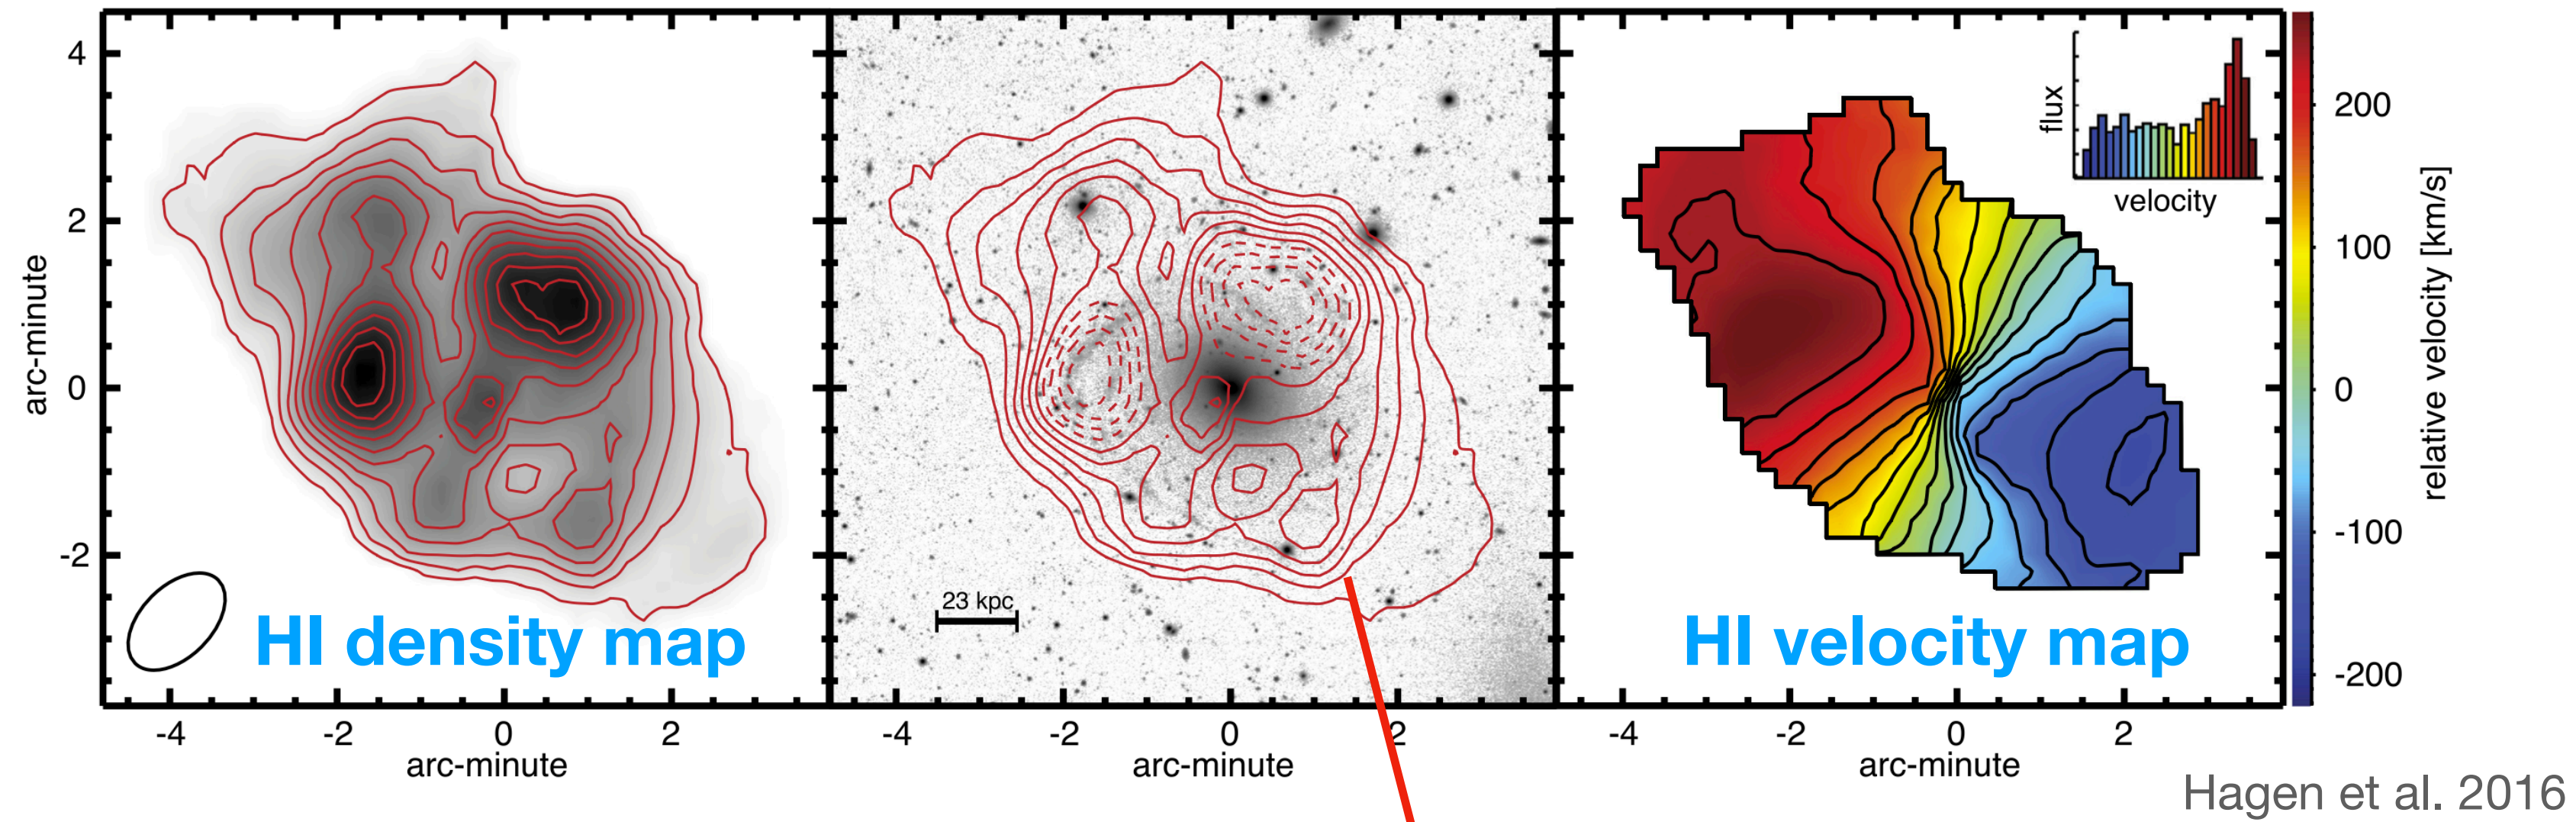 4
2
0
-2
arc-minute
-4 -2 0 2
arc-minute
HI density map
23 kpc
-4 -2 0 2
arc-minute
flux
velocity
HI velocity map
-4 -2 0 2
arc-minute
200
100
0
-100
-200
relative velocity [km/s]
Hagen et al. 2016